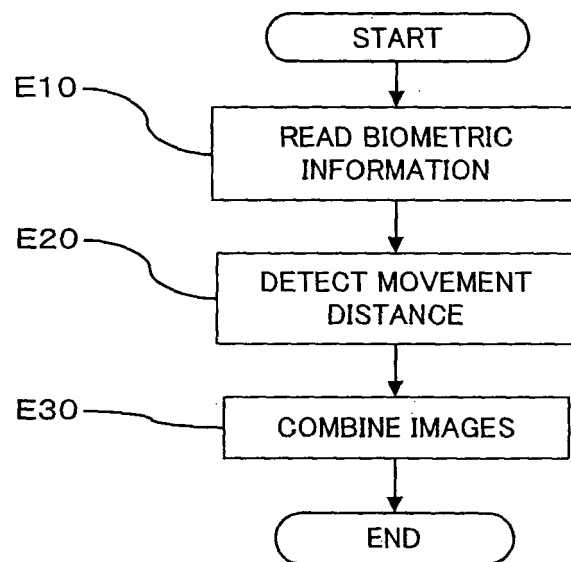 START
E10
READ BIOMETRIC
INFORMATION
E20
DETECT MOVEMENT
DISTANCE
E30
COMBINE IMAGES
END